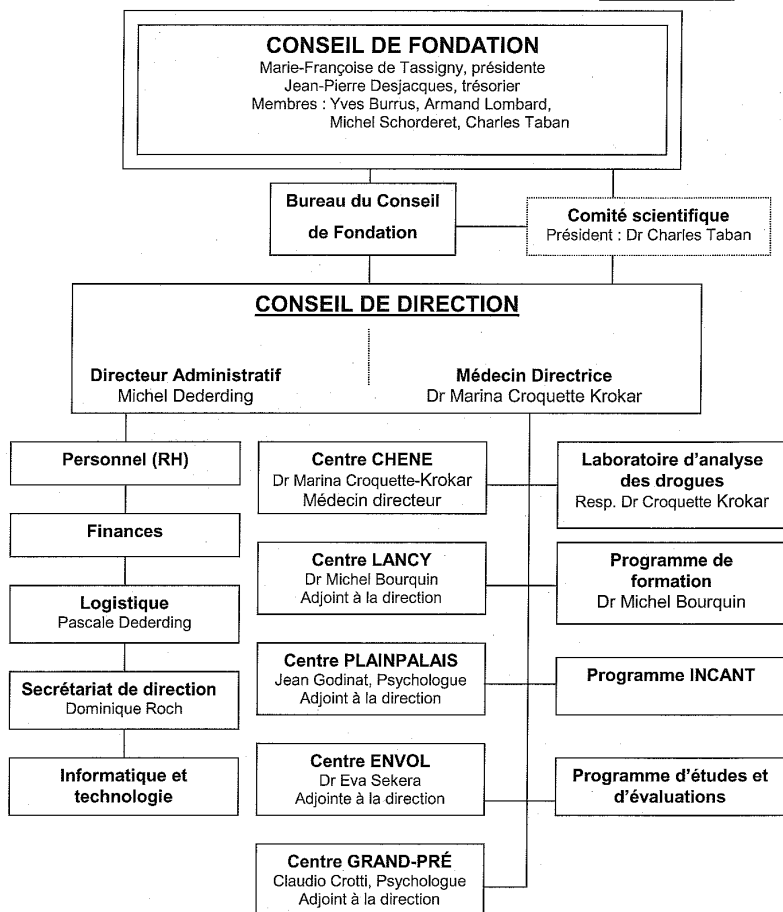 CONSEIL DE FONDATION
Marie-Françoise de Tassigny, présidente
Jean-Pierre Desjacques, trésorier
Membres : Yves Burrus, Armand Lombard,
Michel Schorderet, Charles Taban
Bureau du Conseil
de Fondation
Comité scientifique
Président : Dr Charles Taban
CONSEIL DE DIRECTION
Directeur Administratif
Michel Dederding
Médecin Directrice
Dr Marina Croquette Krokar
Personnel (RH)
Finances
Logistique
Pascale Dederding
Secrétariat de direction
Dominique Roch
Informatique et
technologie
Centre CHENE
Dr Marina Croquette-Krokar
Médecin directeur
Centre LANCY
Dr Michel Bourquin
Adjoint à la direction
Centre PLAINPALAIS
Jean Godinat, Psychologue
Adjoint à la direction
Centre ENVOL
Dr Eva Sekera
Adjointe à la direction
Centre GRAND-PRÉ
Claudio Crotti, Psychologue
Adjoint à la direction
Laboratoire d'analyse
des drogues
Resp. Dr Croquette Krokar
Programme de
formation
Dr Michel Bourquin
Programme INCANT
Programme d'études et
d'évaluations